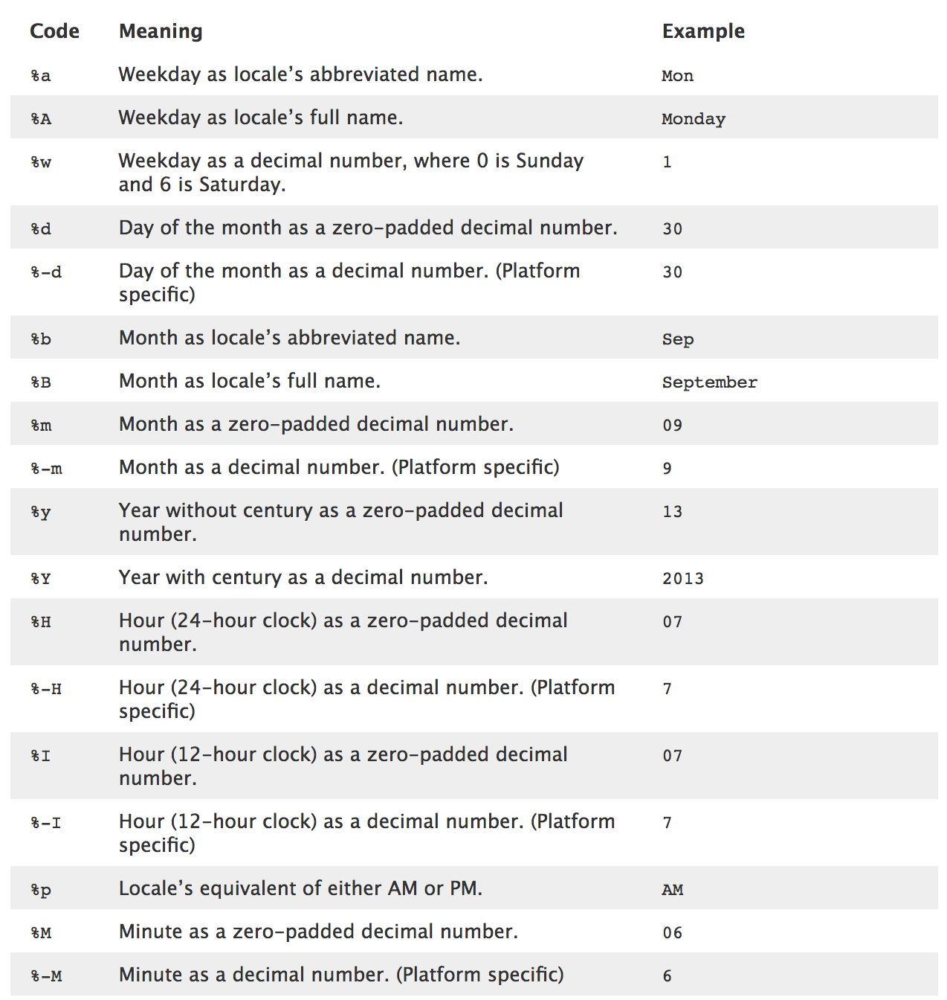 Code Meaning Example
%a Weekday as locale’s abbreviated name. Mon
%A Weekday as locale’s full name. Monday
%w Weekday as a decimal number, where 0 is Sunday 1
and 6 is Saturday.
%d Day of the month as a zero-padded decimal number. 30
%-d Day of the month as a decimal number. (Platform 30
specific)
%b Month as locale’s abbreviated name. Sep
%B Month as locale’s full name. September
%m Month as a zero-padded decimal number. 09
%-m Month as a decimal number. (Platform specific) 9
%y Year without century as a zero-padded decimal 13
number.
%Y Year with century as a decimal number. 2013
%H Hour (24-hour clock) as a zero-padded decimal 07
number.
%-H Hour (24-hour clock) as a decimal number. (Platform 7
specific)
%I Hour (12-hour clock) as a zero-padded decimal 07
number.
%-I Hour (12-hour clock) as a decimal number. (Platform 7
specific)
%p Locale’s equivalent of either AM or PM. AM
%M Minute as a zero-padded decimal number. 06
%-M Minute as a decimal number. (Platform specific) 6